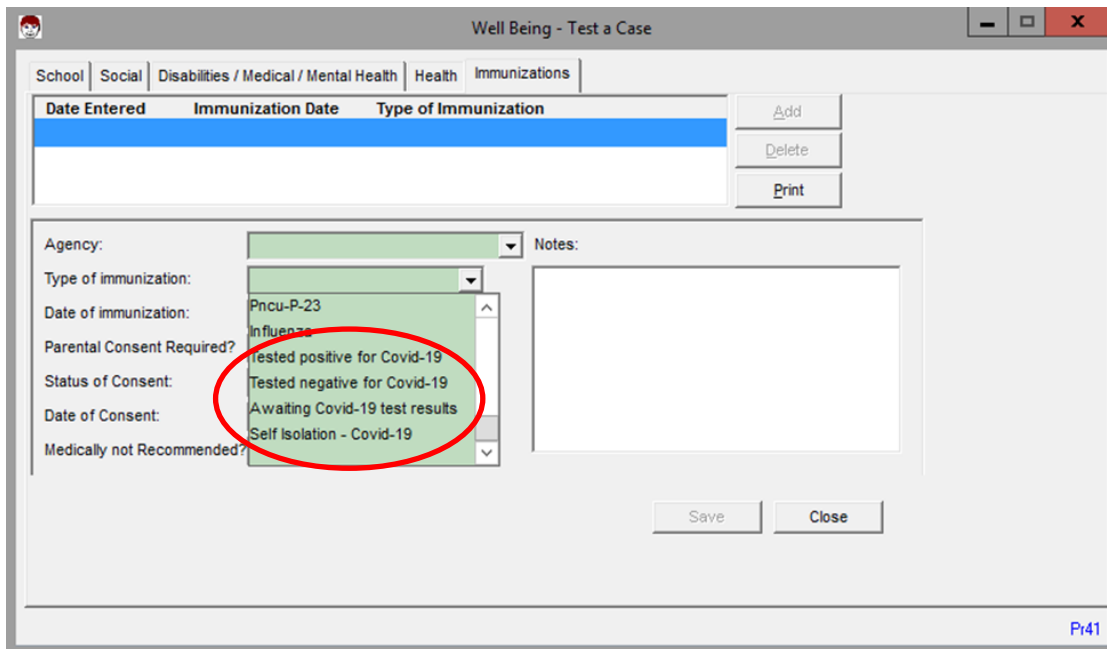 Well Being - Test a Case
School Social Disabilities / Medical / Mental Health Health Immunizations
Date Entered Immunization Date Type of Immunization
Add
Delete
Print
Agency:
Notes:
Type of immunization:
Pncu-P-23
Date of immunization:
Influenza
Parental Consent Required?
Tested positive for Covid-19
Status of Consent:
Tested negative for Covid-19
Date of Consent:
Awaiting Covid-19 test results
Medically not Recommended?
Self Isolation - Covid-19
Save Close
Pr41